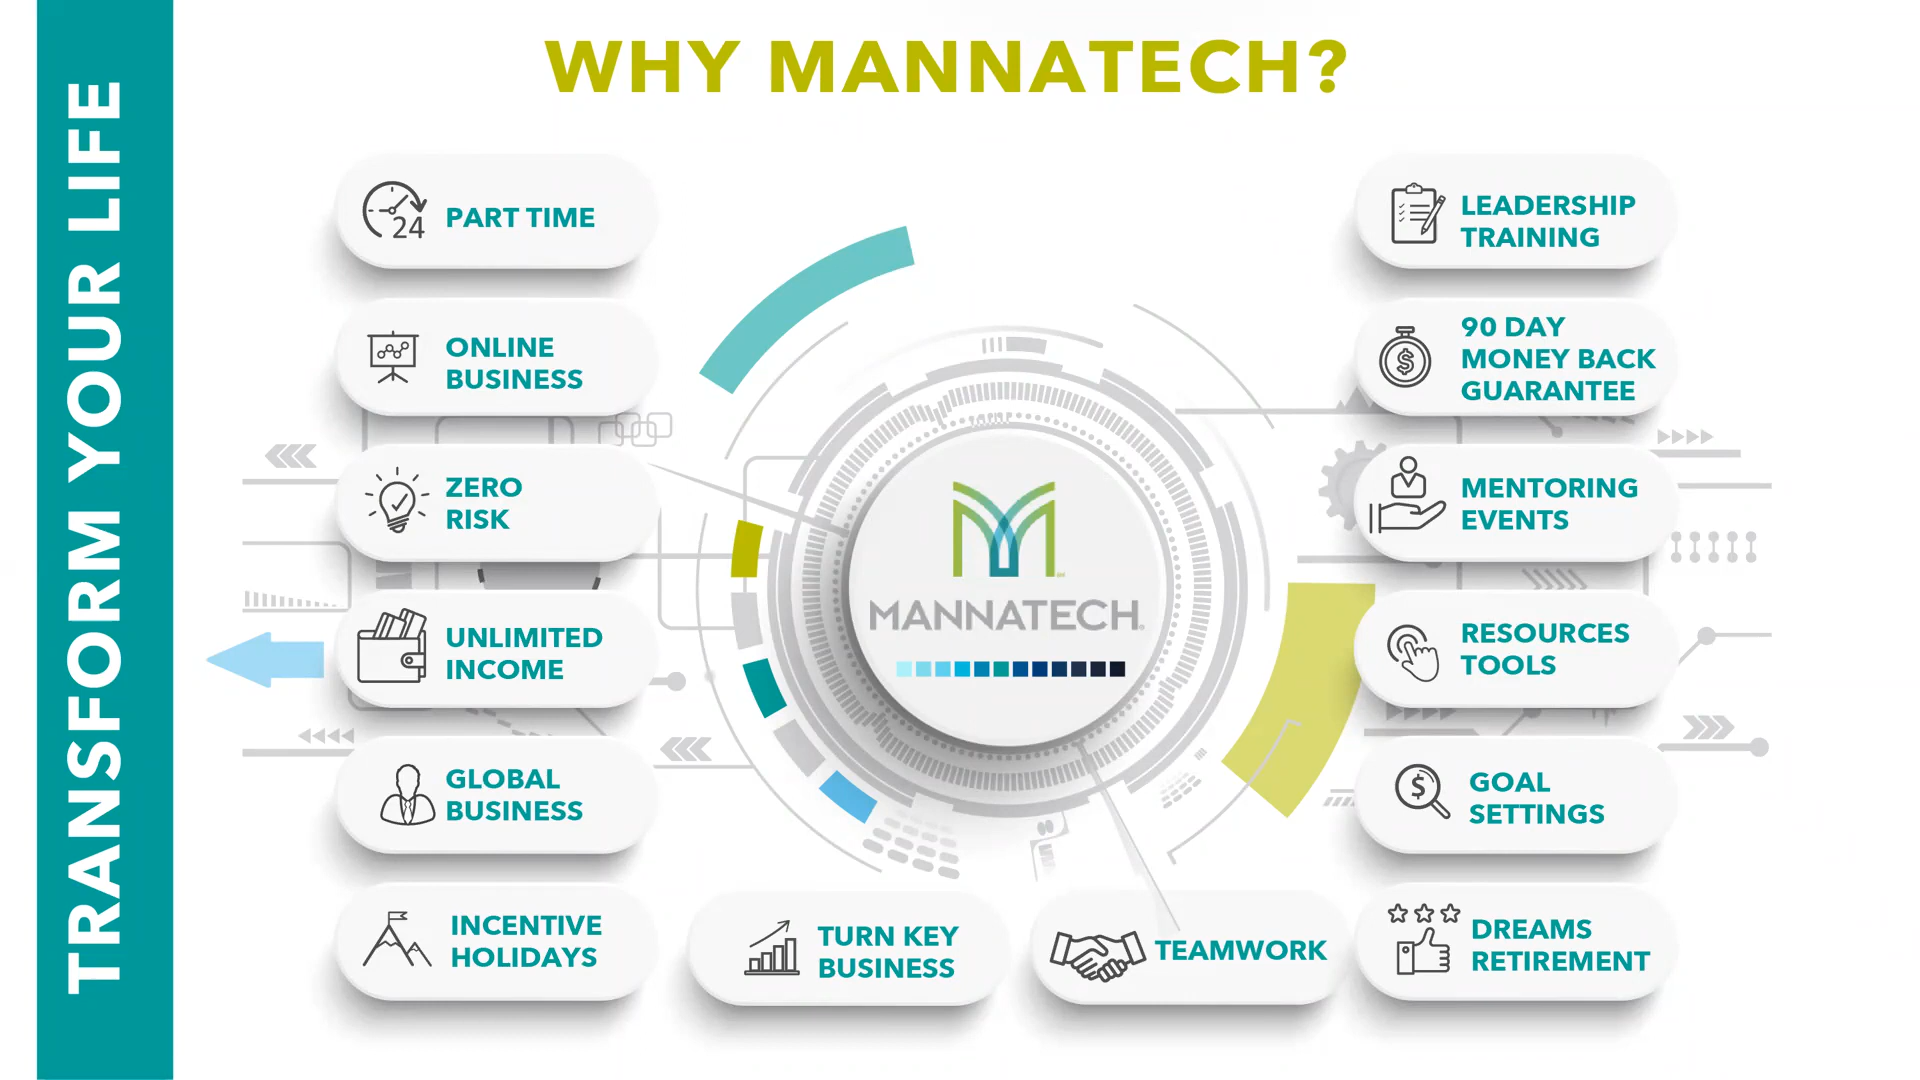 WHY MANNATECH?
TRANSFORM YOUR LIFE
24
PART TIME
ONLINE
BUSINESS
ZERO
RISK
UNLIMITED
INCOME
GLOBAL
BUSINESS
INCENTIVE
HOLIDAYS
MANNATECH
TURN KEY
BUSINESS
TEAMWORK
LEADERSHIP
TRAINING
$
90 DAY
MONEY BACK
GUARANTEE
MENTORING
EVENTS
RESOURCES
TOOLS
$
GOAL
SETTINGS
DREAMS
RETIREMENT